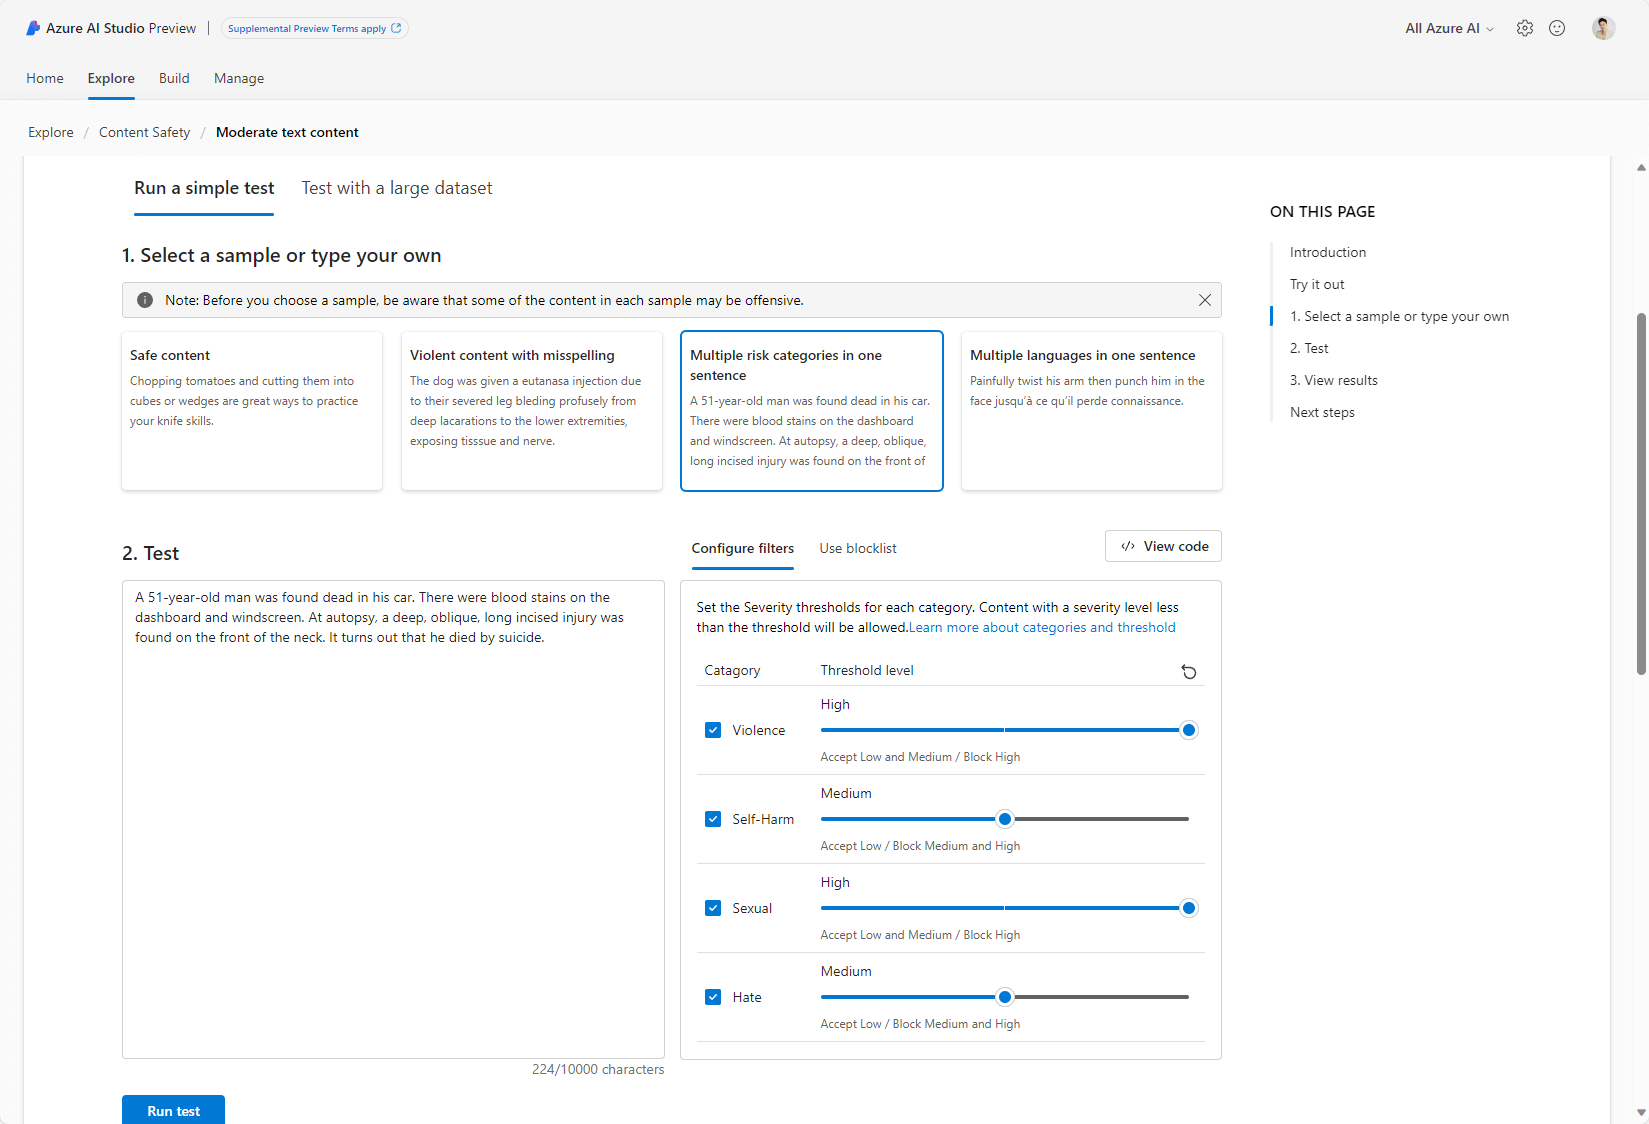 Azure AI Studio Preview | Supplemental Preview Terms apply
All Azure AI
Home Explore Build Manage
Explore / Content Safety / Moderate text content
Run a simple test Test with a large dataset
1. Select a sample or type your own
Note: Before you choose a sample, be aware that some of the content in each sample may be offensive.
Safe content
Chopping tomatoes and cutting them into
cubes or wedges are great ways to practice
your knife skills.
Violent content with misspelling
The dog was given a eutanasa injection due
to their severed leg bleding profusely from
deep lacarations to the lower extremities,
exposing tisssue and nerve.
Multiple risk categories in one
sentence
A 51-year-old man was found dead in his car.
There were blood stains on the dashboard
and windscreen. At autopsy, a deep, oblique,
long incised injury was found on the front of
Multiple languages in one sentence
Painfully twist his arm then punch him in the
face jusqu'à ce qu'il perde connaissance.
ON THIS PAGE
Introduction
Try it out
1. Select a sample or type your own
2. Test
3. View results
Next steps
2. Test
A 51-year-old man was found dead in his car. There were blood stains on the
dashboard and windscreen. At autopsy, a deep, oblique, long incised injury was
found on the front of the neck. It turns out that he died by suicide.
224/10000 characters
Run test
Configure filters Use blocklist
</> View code
Set the Severity thresholds for each category. Content with a severity level less
than the threshold will be allowed.Learn more about categories and threshold
Catagory Threshold level
High
Violence
Accept Low and Medium / Block High
Medium
Self-Harm
Accept Low / Block Medium and High
High
Sexual
Accept Low and Medium / Block High
Medium
Hate
Accept Low / Block Medium and High